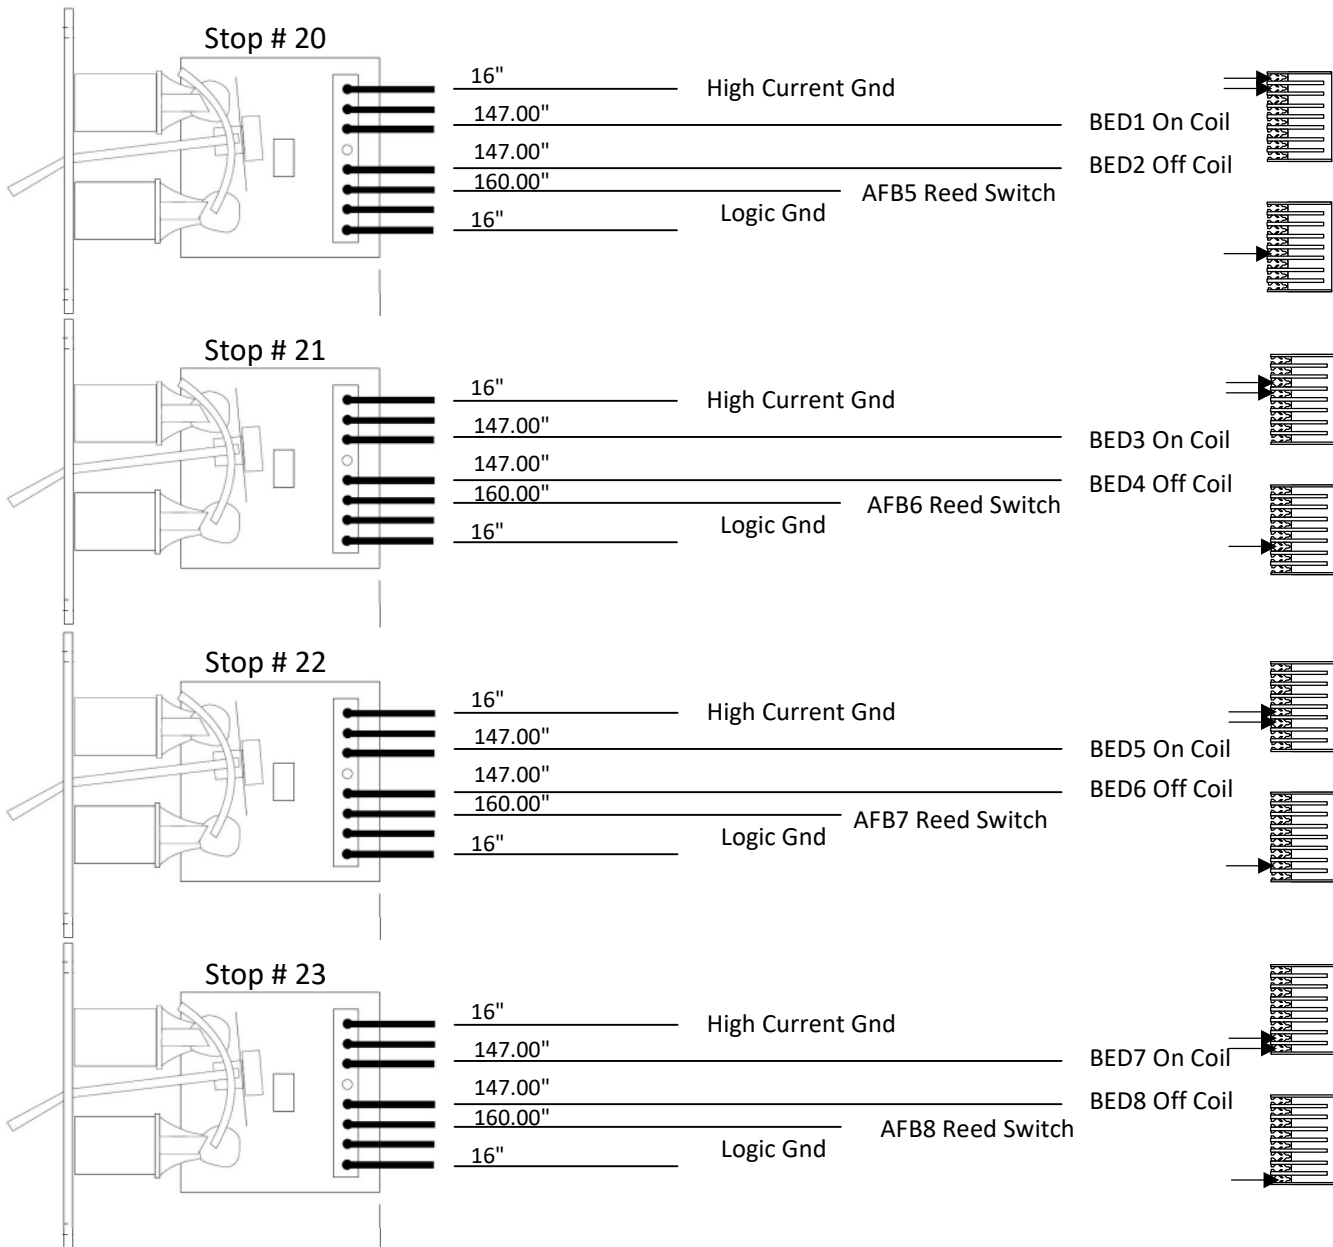 Stop # 20
16"
High Current Gnd
147.00"
BED1 On Coil
147.00"
BED2 Off Coil
160.00"
AFB5 Reed Switch
Logic Gnd
16"
Stop # 21
16"
High Current Gnd
147.00"
BED3 On Coil
147.00"
BED4 Off Coil
160.00"
AFB6 Reed Switch
Logic Gnd
16"
Stop # 22
16"
High Current Gnd
147.00"
BED5 On Coil
147.00"
BED6 Off Coil
160.00"
AFB7 Reed Switch
Logic Gnd
16"
Stop # 23
16"
High Current Gnd
147.00"
BED7 On Coil
147.00"
BED8 Off Coil
160.00"
AFB8 Reed Switch
Logic Gnd
16"